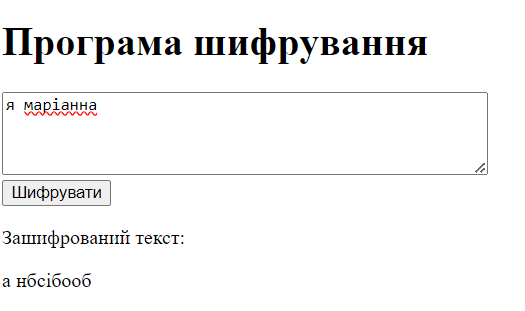 Програма шифрування
я маріанна
Шифрувати
Зашифрований текст:
а нбсібооб